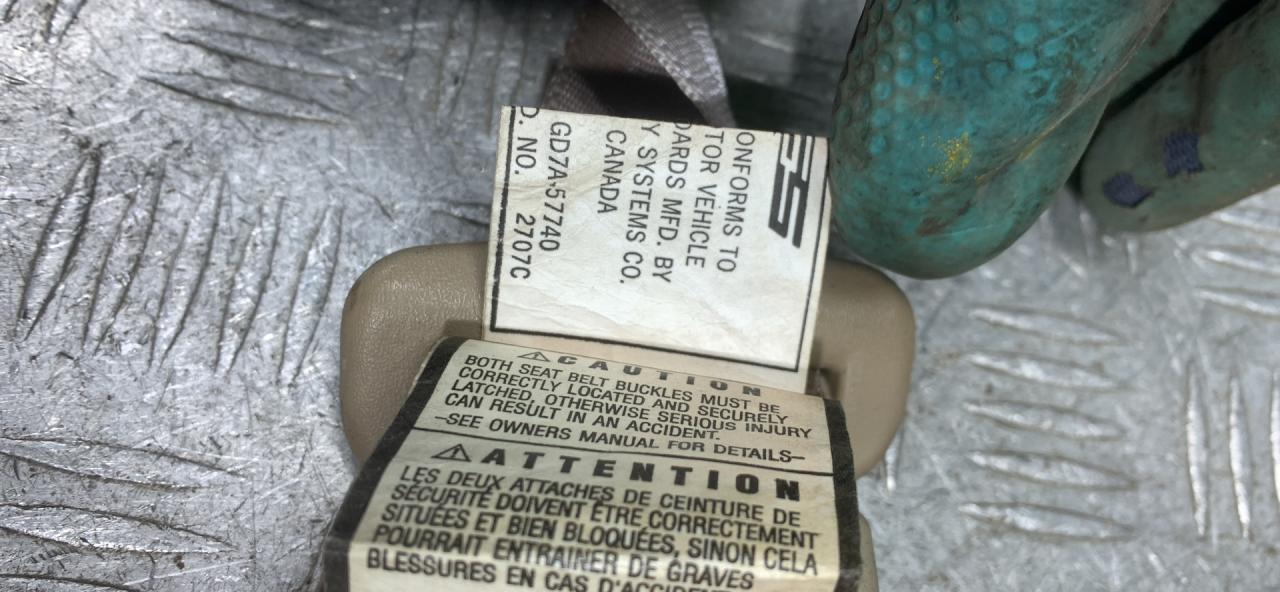 ONFORMS TO
TOR VEHICLE
DARDS MFD. BY
Y SYSTEMS CO.
CANADA
GD7A-57740
D. NO. 2707C
CAUTION
BOTH SEAT BELT BUCKLES MUST BE
CORRECTLY LOCATED AND SECURELY
LATCHED, OTHERWISE SERIOUS INJURY
CAN RESULT IN AN ACCIDENT.
—SEE OWNERS MANUAL FOR DETAILS—
ATTENTION
LES DEUX ATTACHES DE CEINTURE DE
SÉCURITÉ DOIVENT ÊTRE CORRECTEMENT
SITUÉES ET BIEN BLOQUÉES, SINON CELA
POURRAIT ENTRAINER DE GRAVES
BLESSURES EN CAS D'ACCIDENT